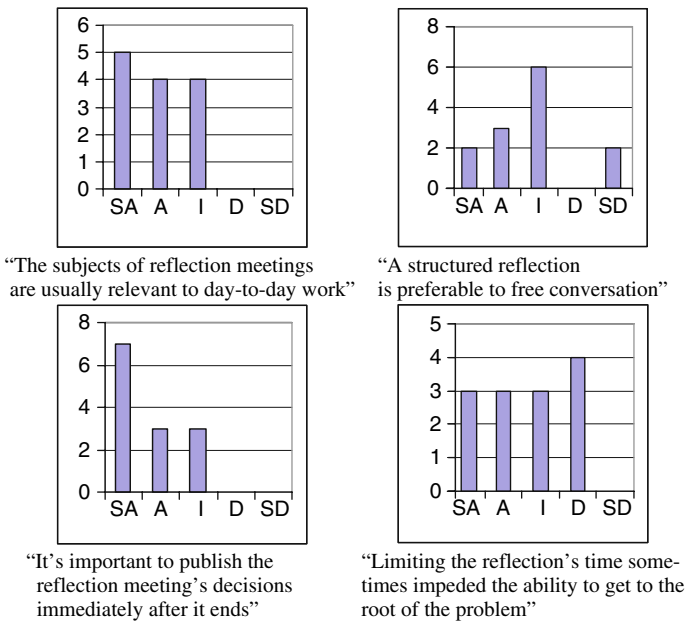 6
5
4
3
2
1
0
SA A I D SD
“The subjects of reflection meetings
are usually relevant to day-to-day work”
8
6
4
2
0
SA A I D SD
“A structured reflection
is preferable to free conversation”
8
6
4
2
0
SA A I D SD
“It’s important to publish the
reflection meeting’s decisions
immediately after it ends”
5
4
3
2
1
0
SA A I D SD
“Limiting the reflection’s time some-
times impeded the ability to get to the
root of the problem”